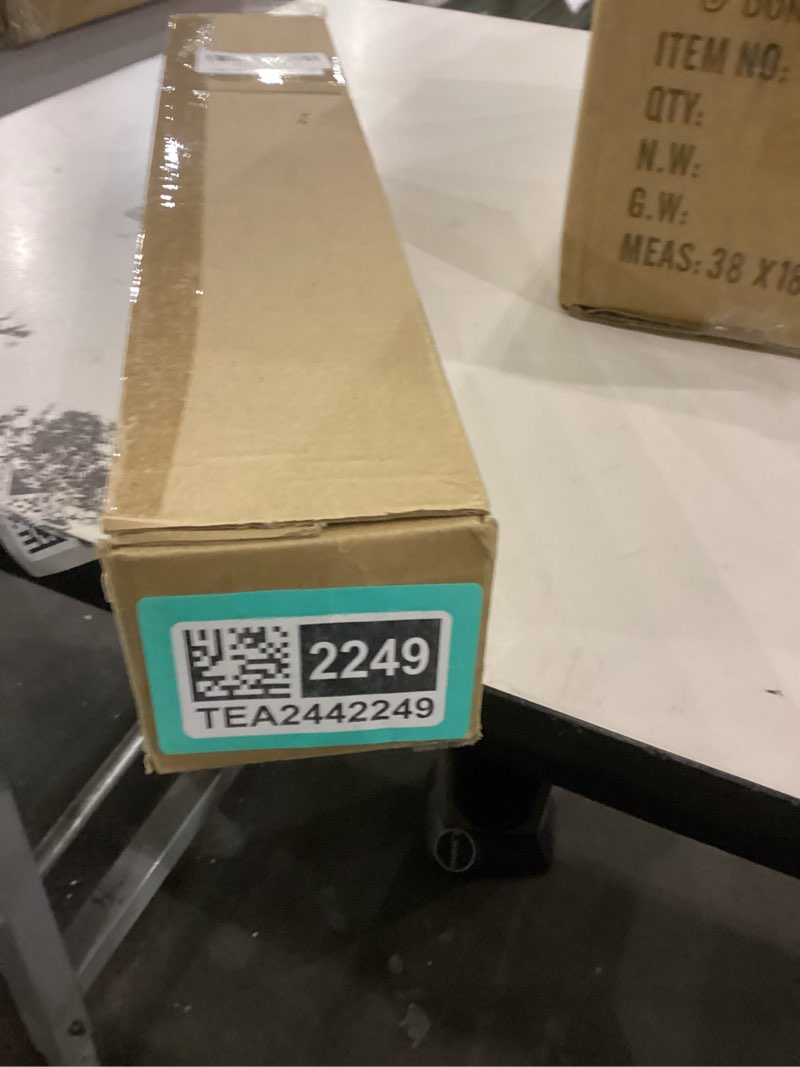 ITEM NO:
QTY:
N.W:
G.W:
MEAS: 38 X18
2249
TEA2442249